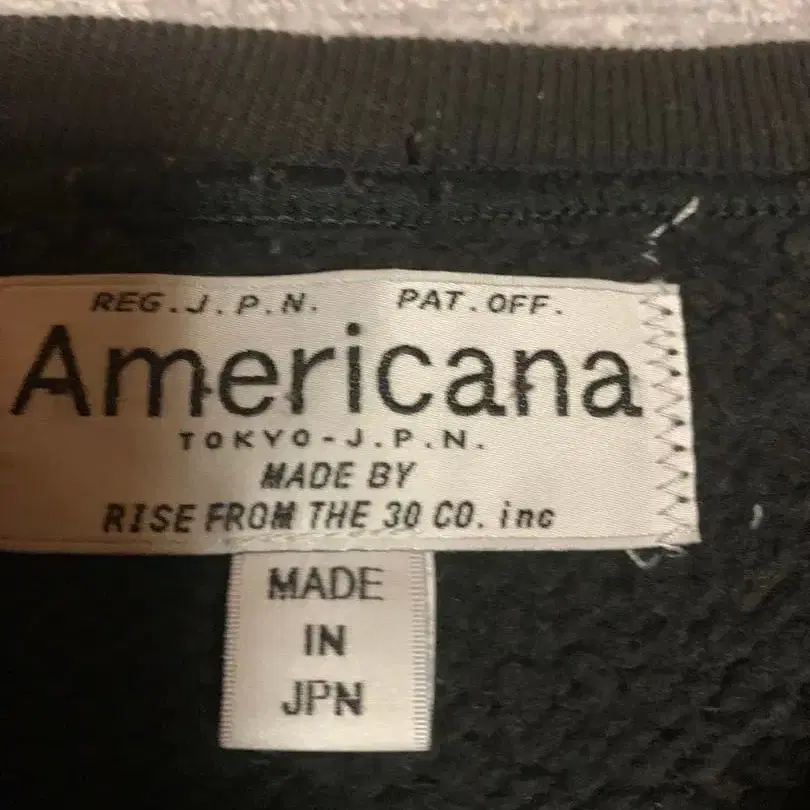 REG.J.P.N. PAT.OFF.
Americana
TOKYO-J.P.N.
MADE BY
RISE FROM THE 30 CO. inc
MADE
IN
JPN